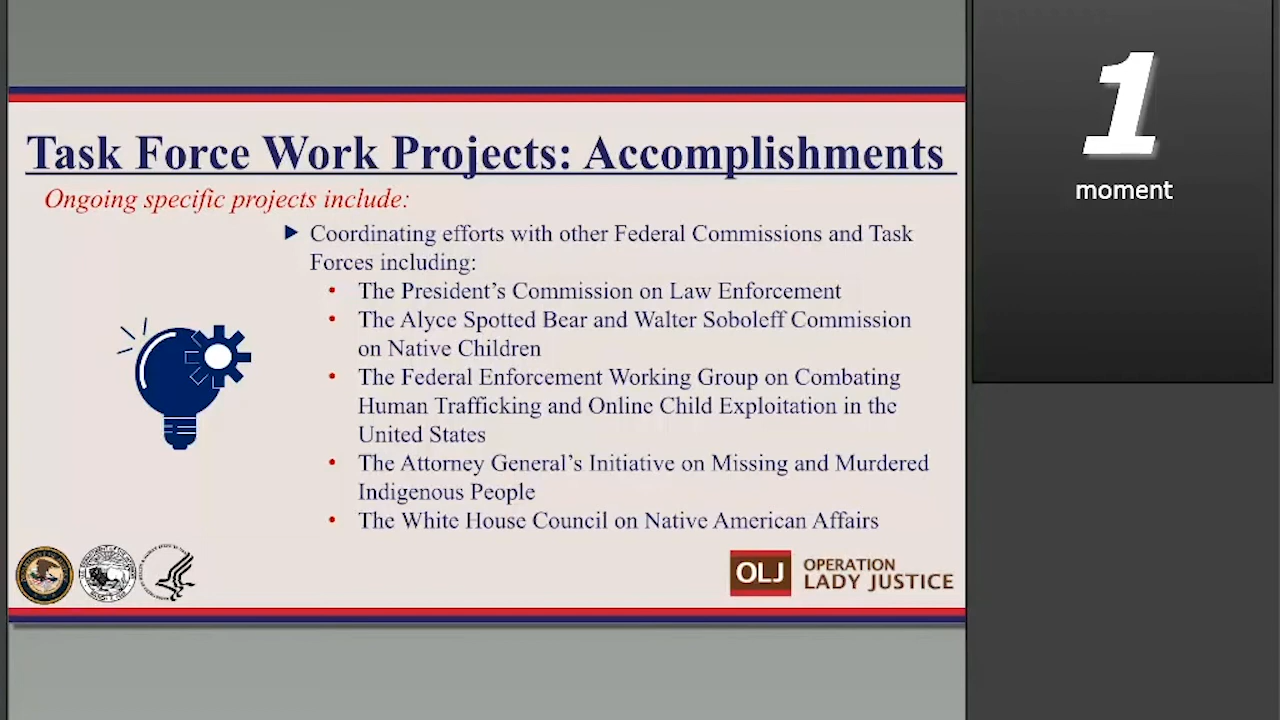 Task Force Work Projects: Accomplishments
Ongoing specific projects include:
Coordinating efforts with other Federal Commissions and Task
Forces including:
• The President's Commission on Law Enforcement
• The Alyce Spotted Bear and Walter Soboleff Commission
on Native Children
• The Federal Enforcement Working Group on Combating
Human Trafficking and Online Child Exploitation in the
United States
• The Attorney General's Initiative on Missing and Murdered
Indigenous People
• The White House Council on Native American Affairs
OLJ
OPERATION
LADY JUSTICE
1
moment